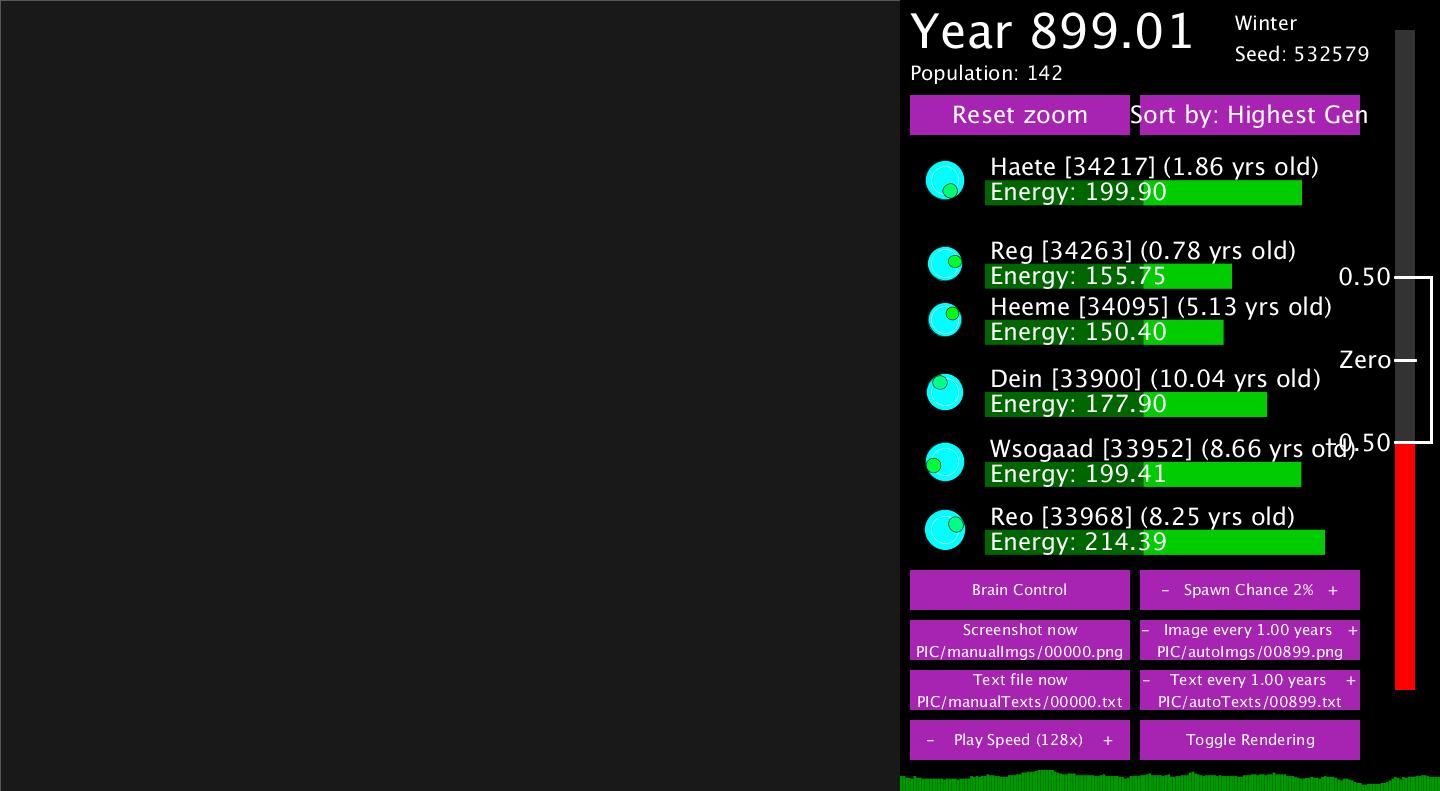 Year 899.01
Winter
Seed: 532579
Population: 142
Reset zoom
Sort by: Highest Gen
Haete [34217] (1.86 yrs old)
Energy: 199.90
Reg [34263] (0.78 yrs old)
Energy: 155.75
0.50
Heeme [34095] (5.13 yrs old)
Energy: 150.40
Zero
Dein [33900] (10.04 yrs old)
Energy: 177.90
Wsogaad [33952] (8.66 yrs old)
-0.50
Energy: 199.41
Reo [33968] (8.25 yrs old)
Energy: 214.39
Brain Control
- Spawn Chance 2% +
Screenshot now
PIC/manualImgs/00000.png
- Image every 1.00 years +
PIC/autoImgs/00899.png
Text file now
PIC/manualTexts/00000.txt
- Text every 1.00 years +
PIC/autoTexts/00899.txt
- Play Speed (128x) +
Toggle Rendering